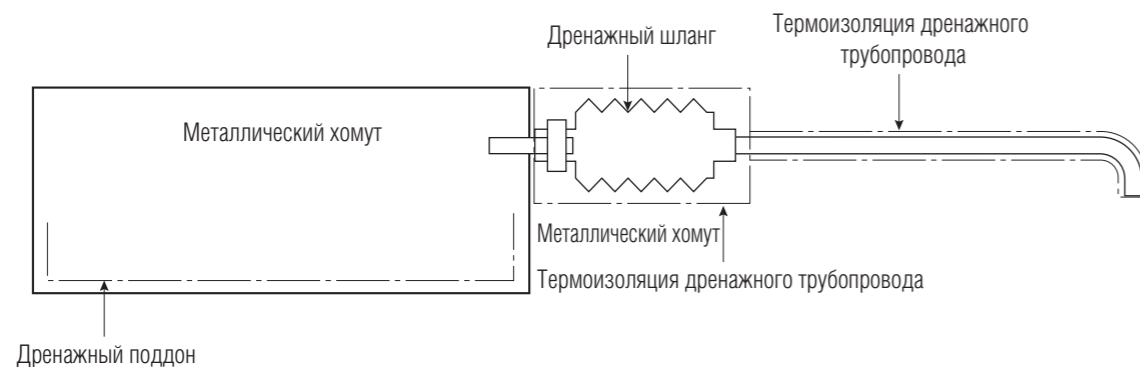 Дренажный шланг
Термоизоляция дренажного
трубопровода
Металлический хомут
Металлический хомут
Термоизоляция дренажного трубопровода
Дренажный поддон